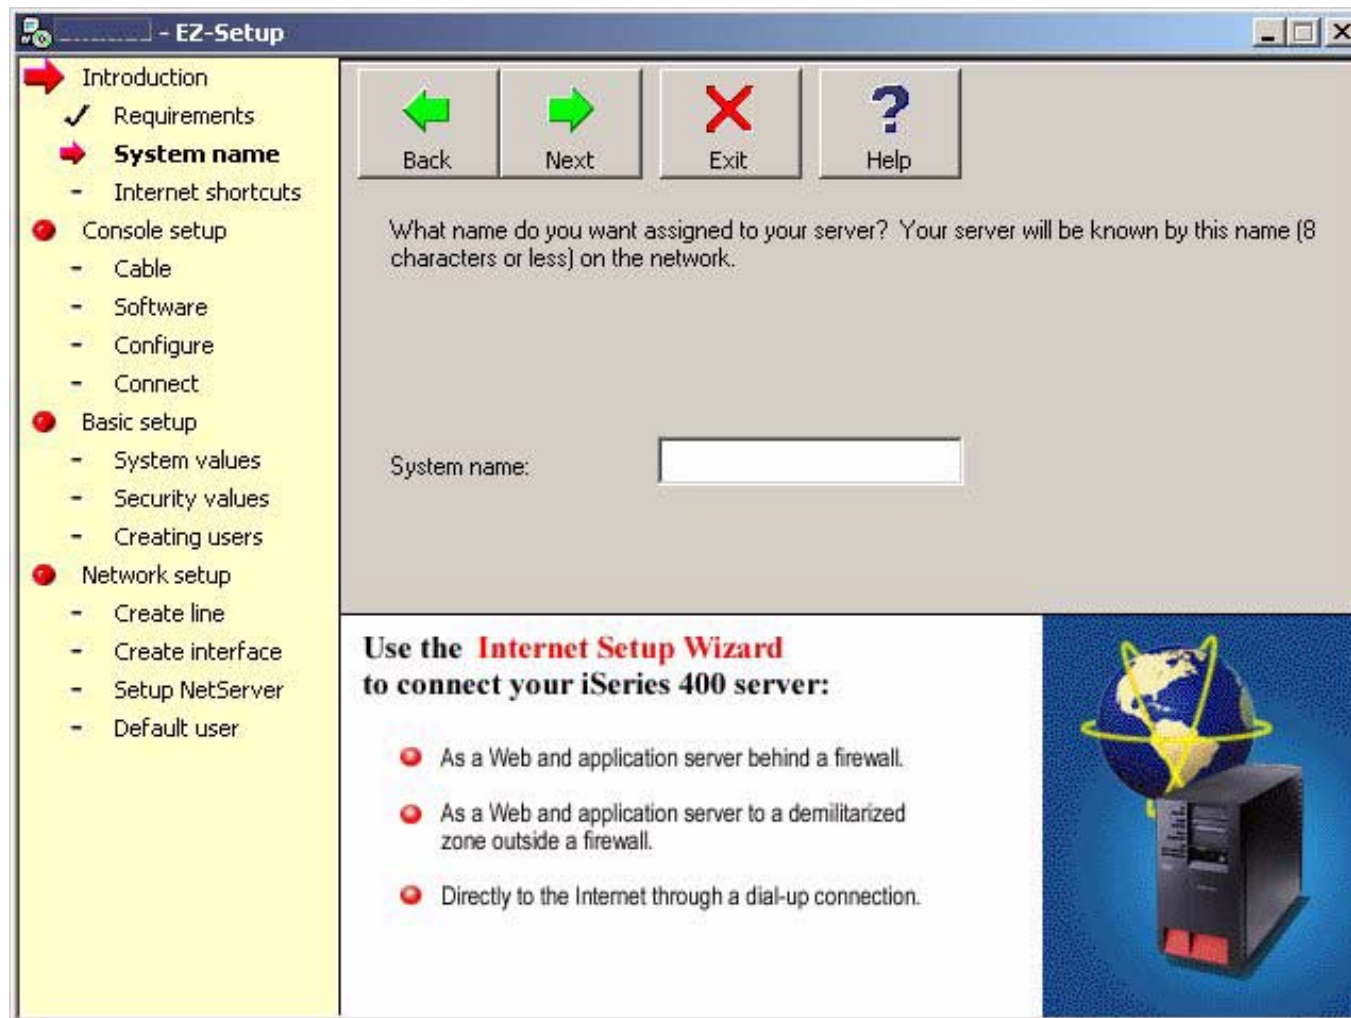 - EZ-Setup
Introduction
Requirements
System name
- Internet shortcuts
Console setup
- Cable
- Software
- Configure
- Connect
Basic setup
- System values
- Security values
- Creating users
Network setup
- Create line
- Create interface
- Setup NetServer
- Default user
Back
Next
Exit
?
Help
What name do you want assigned to your server? Your server will be known by this name (8
characters or less) on the network.
System name:
Use the Internet Setup Wizard
to connect your iSeries 400 server:
As a Web and application server behind a firewall.
As a Web and application server to a demilitarized
zone outside a firewall.
Directly to the Internet through a dial-up connection.